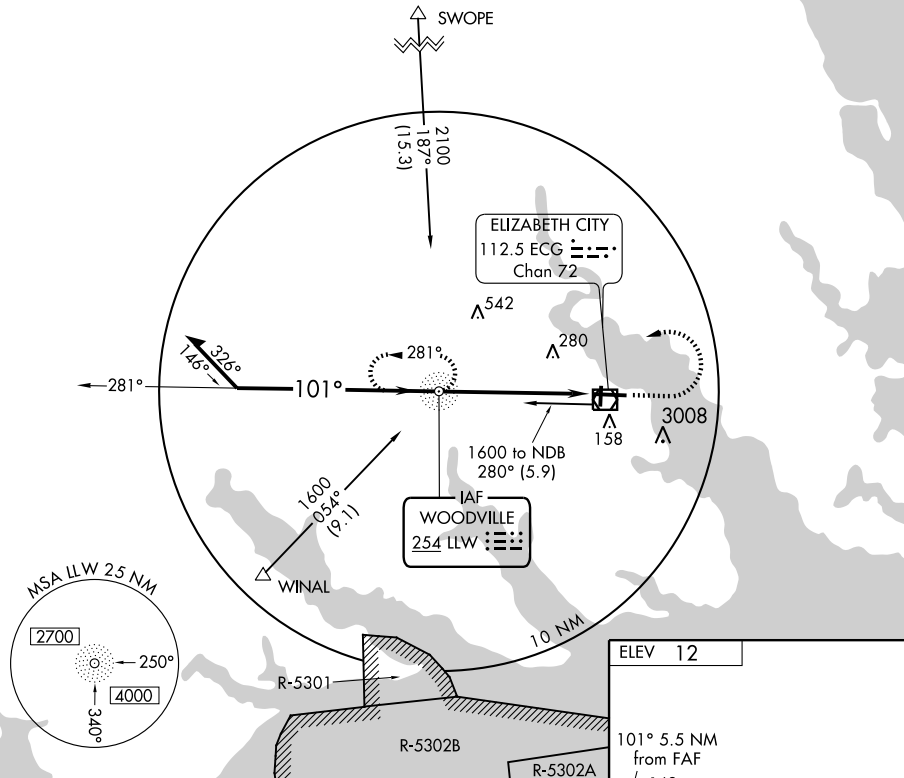 SWOPE
2100
187°
(15.3)
ELIZABETH CITY
112.5 ECG
Chan 72
542
280
326°
146°
281°
281°
101°
3008
158
1600 to NDB
280° (5.9)
1600
054°
(9.1)
IAF
WOODVILLE
254 LLW
WINAL
MSA LLW 25 NM
2700
250°
4000
340°
10 NM
R-5301
R-5302B
R-5302A
ELEV 12
101° 5.5 NM
from FAF